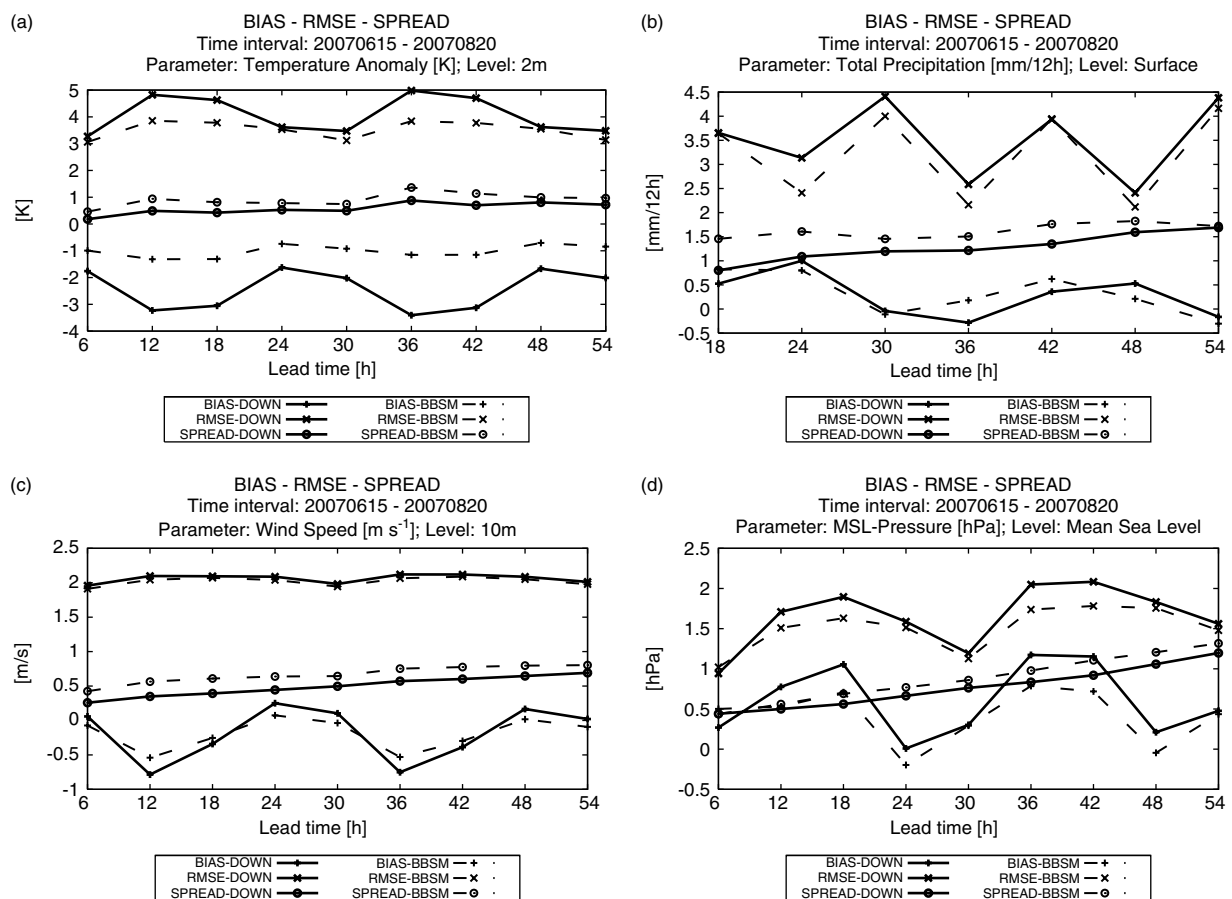 (a)
BIAS - RMSE - SPREAD
Time interval: 20070615 - 20070820
Parameter: Temperature Anomaly [K]; Level: 2m
5
4
3
2
1
0
-1
-2
-3
-4
[K]
6 12 18 24 30 36 42 48 54
Lead time [h]
BIAS-DOWN BIAS-BBSM
RMSE-DOWN RMSE-BBSM
SPREAD-DOWN SPREAD-BBSM
(b)
BIAS - RMSE - SPREAD
Time interval: 20070615 - 20070820
Parameter: Total Precipitation [mm/12h]; Level: Surface
4.5
4
3.5
3
2.5
2
1.5
1
0.5
0
-0.5
[mm/12h]
18 24 30 36 42 48 54
Lead time [h]
BIAS-DOWN BIAS-BBSM
RMSE-DOWN RMSE-BBSM
SPREAD-DOWN SPREAD-BBSM
(c)
BIAS - RMSE - SPREAD
Time interval: 20070615 - 20070820
Parameter: Wind Speed [m s⁻¹]; Level: 10m
2.5
2
1.5
1
0.5
0
-0.5
-1
[m/s]
6 12 18 24 30 36 42 48 54
Lead time [h]
BIAS-DOWN BIAS-BBSM
RMSE-DOWN RMSE-BBSM
SPREAD-DOWN SPREAD-BBSM
(d)
BIAS - RMSE - SPREAD
Time interval: 20070615 - 20070820
Parameter: MSL-Pressure [hPa]; Level: Mean Sea Level
2.5
2
1.5
1
0.5
0
-0.5
[hPa]
6 12 18 24 30 36 42 48 54
Lead time [h]
BIAS-DOWN BIAS-BBSM
RMSE-DOWN RMSE-BBSM
SPREAD-DOWN SPREAD-BBSM